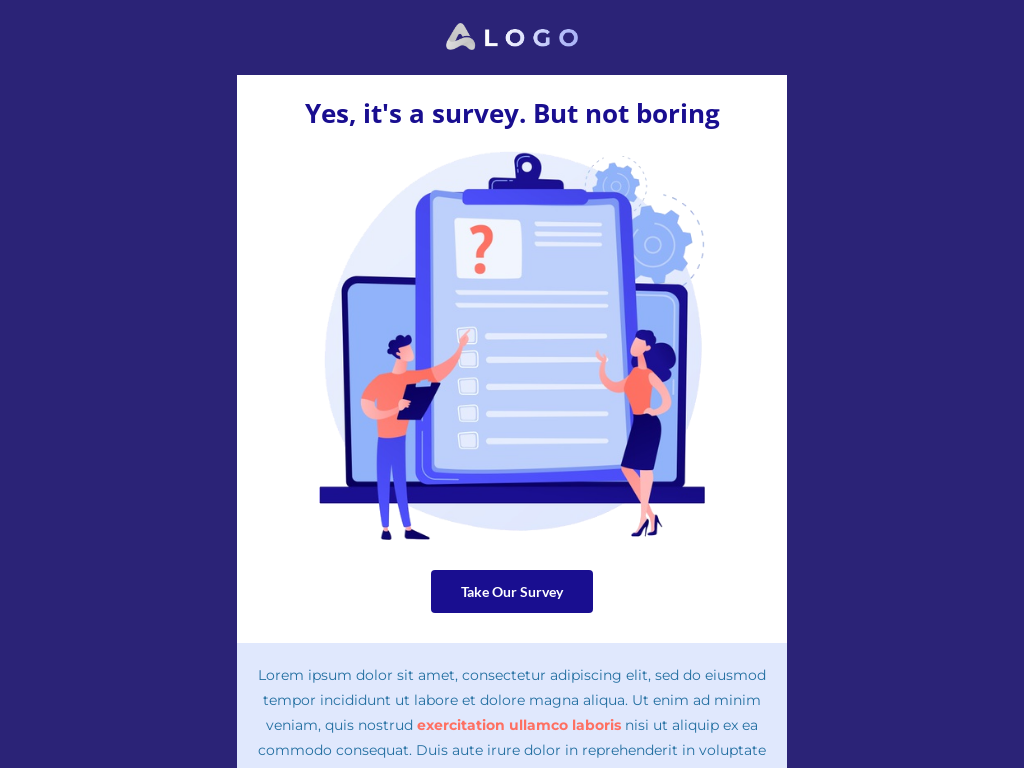 LOGO
Yes, it's a survey. But not boring
?
Take Our Survey
Lorem ipsum dolor sit amet, consectetur adipiscing elit, sed do eiusmod
tempor incididunt ut labore et dolore magna aliqua. Ut enim ad minim
veniam, quis nostrud exercitation ullamco laboris nisi ut aliquip ex ea
commodo consequat. Duis aute irure dolor in reprehenderit in voluptate